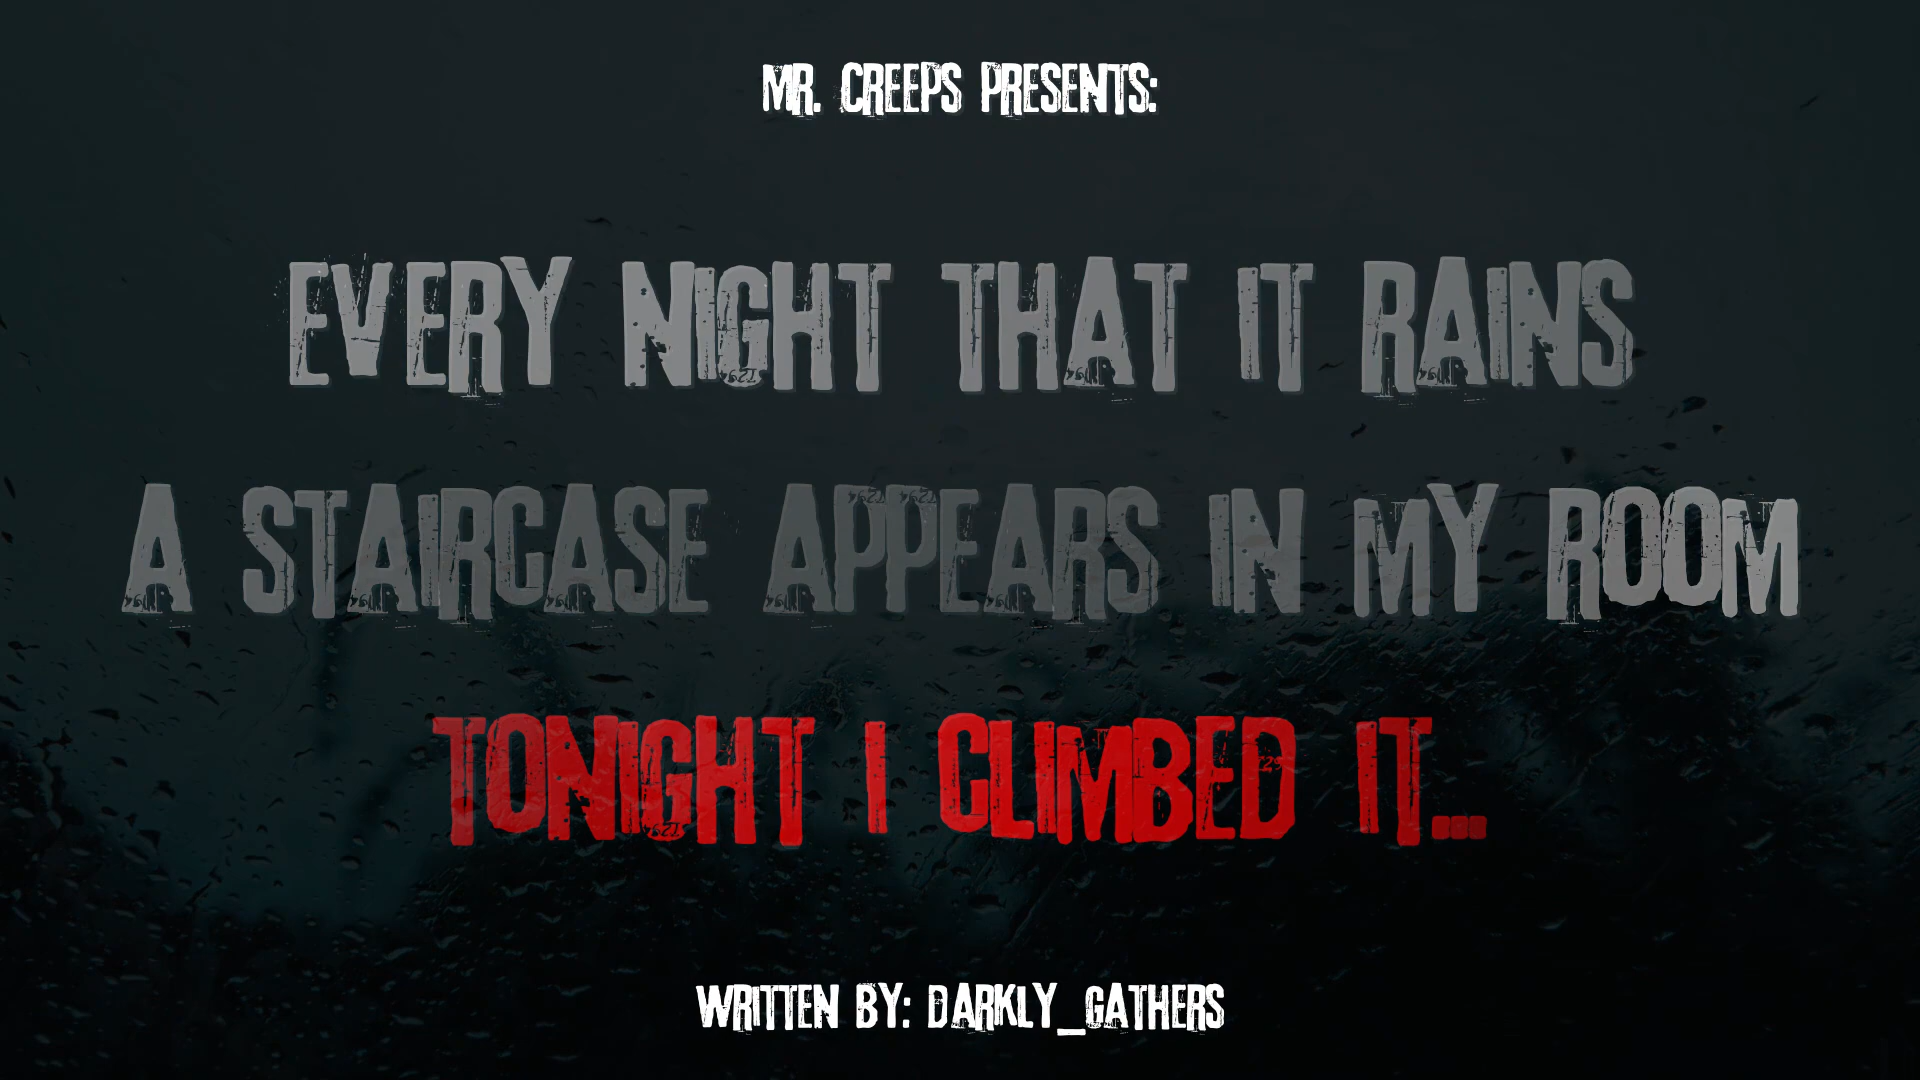 MR. CREEPS PRESENTS:
EVERY NIGHT THAT IT RAINS
A STAIRCASE APPEARS IN MY ROOM
TONIGHT I CLIMBED IT...
WRITTEN BY: DARKLY_GATHERS